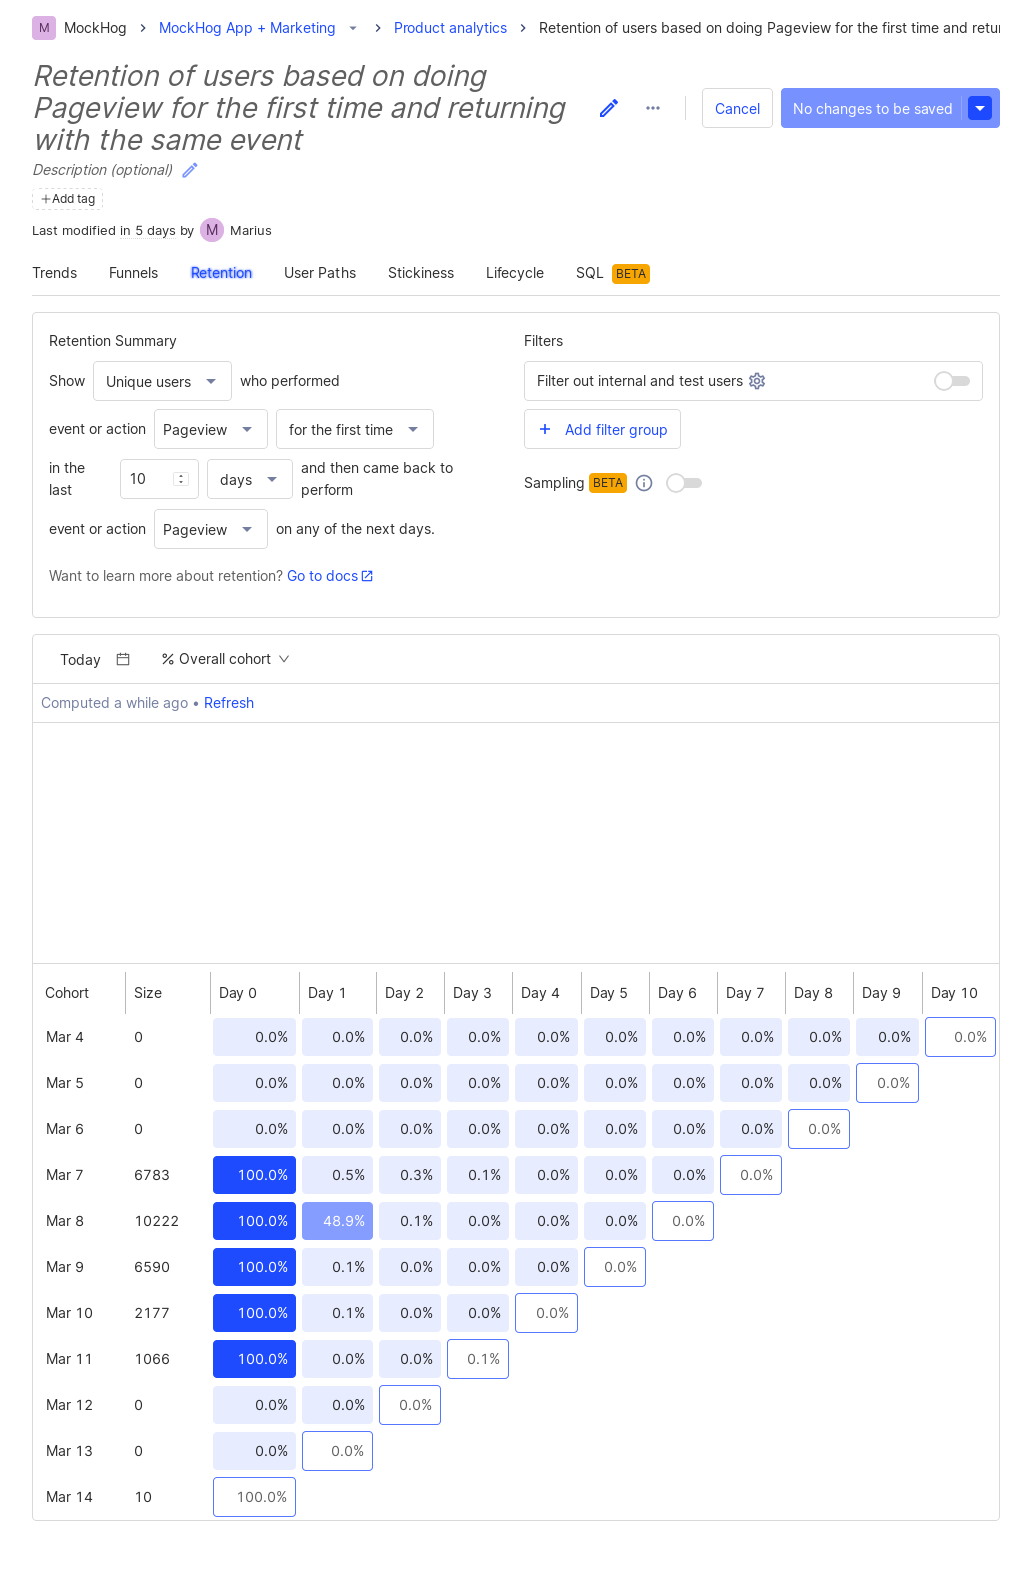 M MockHog > MockHog App + Marketing > Product analytics > Retention of users based on doing Pageview for the first time and retur
Retention of users based on doing
Pageview for the first time and returning
with the same event
Cancel
No changes to be saved
Description (optional)
+Add tag
Last modified in 5 days by M Marius
Trends Funnels Retention User Paths Stickiness Lifecycle SQL BETA
Retention Summary
Show Unique users who performed
event or action Pageview for the first time
in the last 10 days and then came back to perform
event or action Pageview on any of the next days.
Want to learn more about retention? Go to docs
Filters
Filter out internal and test users
+ Add filter group
Sampling BETA
Today % Overall cohort
Computed a while ago • Refresh
Cohort Size Day 0 Day 1 Day 2 Day 3 Day 4 Day 5 Day 6 Day 7 Day 8 Day 9 Day 10
Mar 4 0 0.0% 0.0% 0.0% 0.0% 0.0% 0.0% 0.0% 0.0% 0.0% 0.0% 0.0%
Mar 5 0 0.0% 0.0% 0.0% 0.0% 0.0% 0.0% 0.0% 0.0% 0.0% 0.0%
Mar 6 0 0.0% 0.0% 0.0% 0.0% 0.0% 0.0% 0.0% 0.0% 0.0%
Mar 7 6783 100.0% 0.5% 0.3% 0.1% 0.0% 0.0% 0.0% 0.0%
Mar 8 10222 100.0% 48.9% 0.1% 0.0% 0.0% 0.0% 0.0%
Mar 9 6590 100.0% 0.1% 0.0% 0.0% 0.0% 0.0%
Mar 10 2177 100.0% 0.1% 0.0% 0.0% 0.0%
Mar 11 1066 100.0% 0.0% 0.0% 0.1%
Mar 12 0 0.0% 0.0% 0.0%
Mar 13 0 0.0% 0.0%
Mar 14 10 100.0%